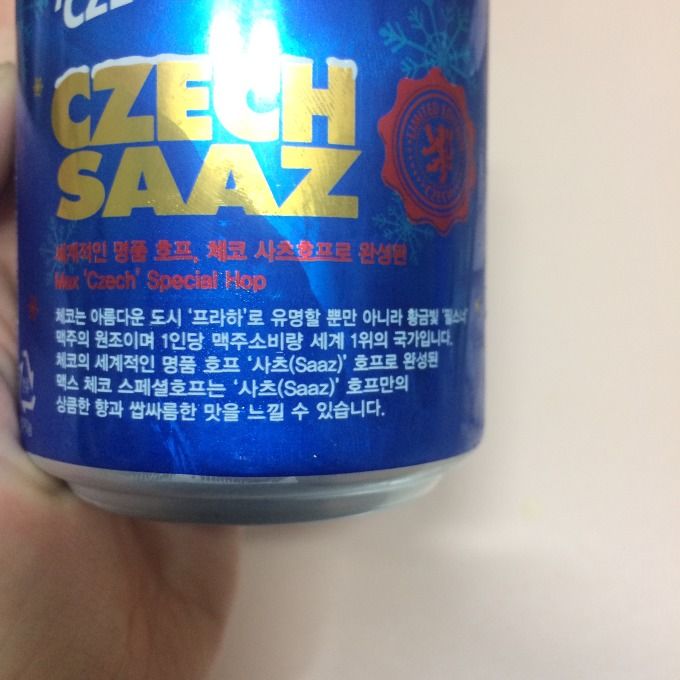 CZECH
SAAZ
LIMITED
세계적인 명품 호프, 체코 사츠호프로 완성된
Max 'Czech' Special Hop
체코는 아름다운 도시 '프라하'로 유명할 뿐만 아니라 황금빛 '필스너'
맥주의 원조이며 1인당 맥주소비량 세계 1위의 국가입니다.
체코의 세계적인 명품 호프 '사츠(Saaz)' 호프로 완성된
맥스 체코 스페셜호프는 '사츠(Saaz)' 호프만의
상큼한 향과 쌉싸름한 맛을 느낄 수 있습니다.